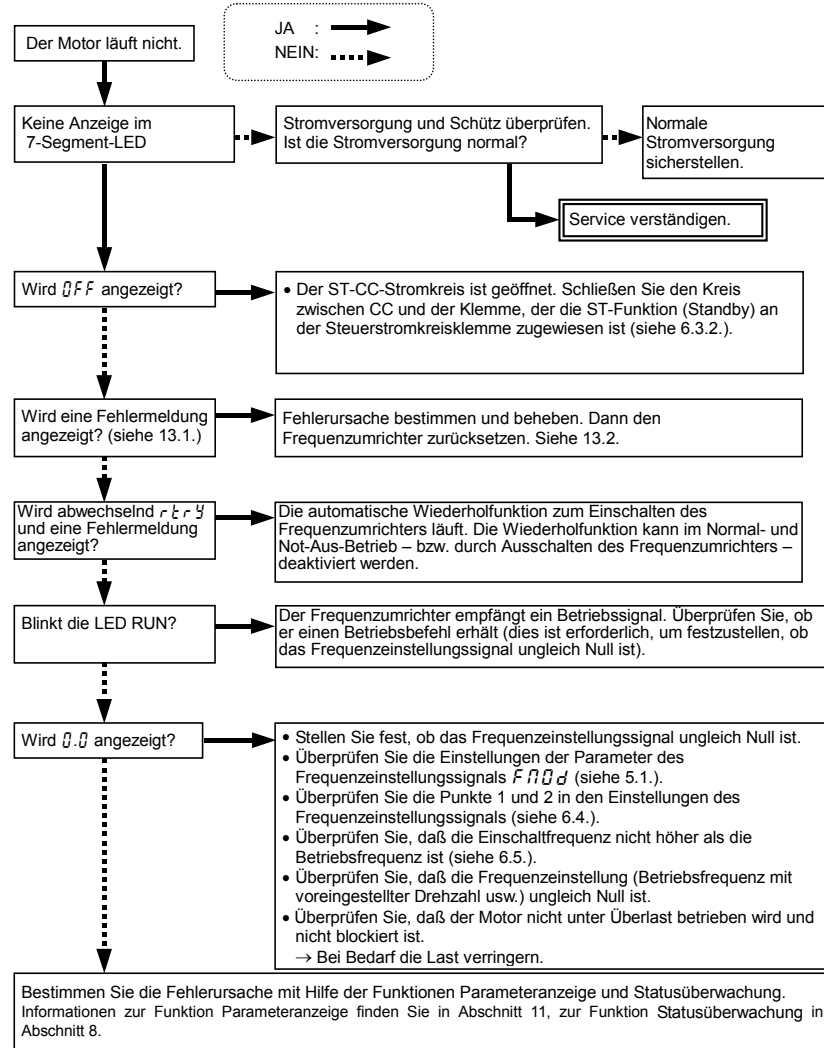 Der Motor läuft nicht.
JA :
NEIN:
Keine Anzeige im
7-Segment-LED
Stromversorgung und Schütz überprüfen.
Ist die Stromversorgung normal?
Normale
Stromversorgung
sicherstellen.
Service verständigen.
Wird OFF angezeigt?
• Der ST-CC-Stromkreis ist geöffnet. Schließen Sie den Kreis
zwischen CC und der Klemme, der die ST-Funktion (Standby) an
der Steuerstromkreisklemme zugewiesen ist (siehe 6.3.2.).
Wird eine Fehlermeldung
angezeigt? (siehe 13.1.)
Fehlerursache bestimmen und beheben. Dann den
Frequenzumrichter zurücksetzen. Siehe 13.2.
Wird abwechselnd rtrY
und eine Fehlermeldung
angezeigt?
Die automatische Wiederholfunktion zum Einschalten des
Frequenzumrichters läuft. Die Wiederholfunktion kann im Normal- und
Not-Aus-Betrieb – bzw. durch Ausschalten des Frequenzumrichters –
deaktiviert werden.
Blinkt die LED RUN?
Der Frequenzumrichter empfängt ein Betriebssignal. Überprüfen Sie, ob
er einen Betriebsbefehl erhält (dies ist erforderlich, um festzustellen, ob
das Frequenzeinstellungssignal ungleich Null ist).
Wird 0.0 angezeigt?
• Stellen Sie fest, ob das Frequenzeinstellungssignal ungleich Null ist.
• Überprüfen Sie die Einstellungen der Parameter des
Frequenzeinstellungssignals FMOd (siehe 5.1.).
• Überprüfen Sie die Punkte 1 und 2 in den Einstellungen des
Frequenzeinstellungssignals (siehe 6.4.).
• Überprüfen Sie, daß die Einschaltfrequenz nicht höher als die
Betriebsfrequenz ist (siehe 6.5.).
• Überprüfen Sie, daß die Frequenzeinstellung (Betriebsfrequenz mit
voreingestellter Drehzahl usw.) ungleich Null ist.
• Überprüfen Sie, daß der Motor nicht unter Überlast betrieben wird und
nicht blockiert ist.
→ Bei Bedarf die Last verringern.
Bestimmen Sie die Fehlerursache mit Hilfe der Funktionen Parameteranzeige und Statusüberwachung.
Informationen zur Funktion Parameteranzeige finden Sie in Abschnitt 11, zur Funktion Statusüberwachung in
Abschnitt 8.